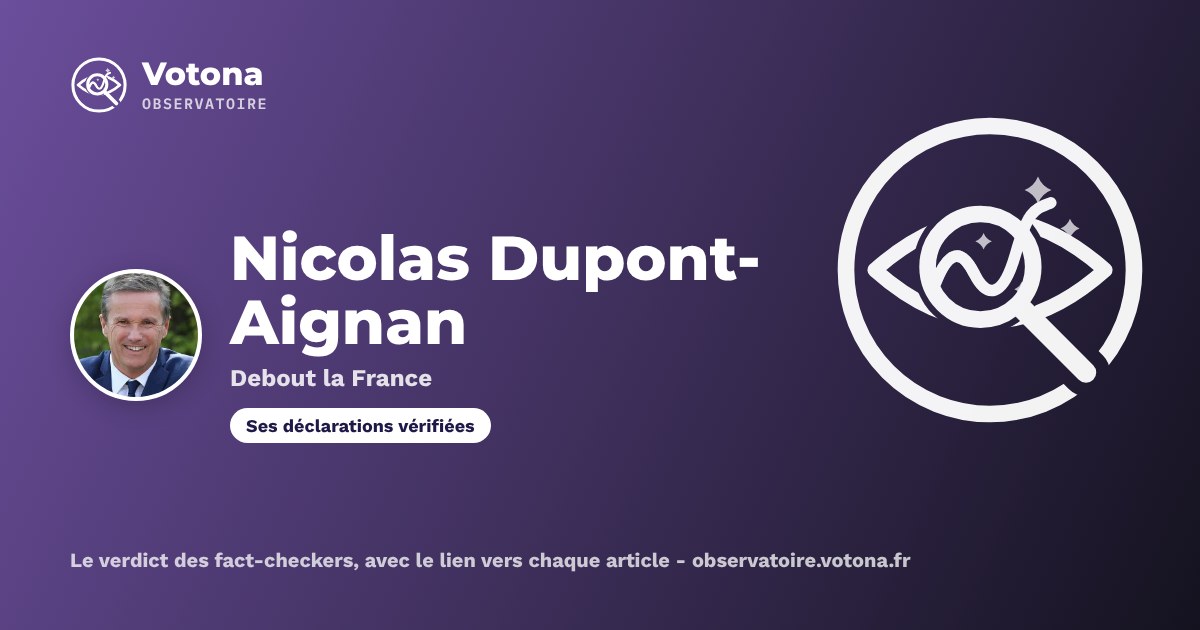 Votona
OBSERVATOIRE
Nicolas Dupont-
Aignan
Debout la France
Ses déclarations vérifiées
Le verdict des fact-checkers, avec le lien vers chaque article - observatoire.votona.fr